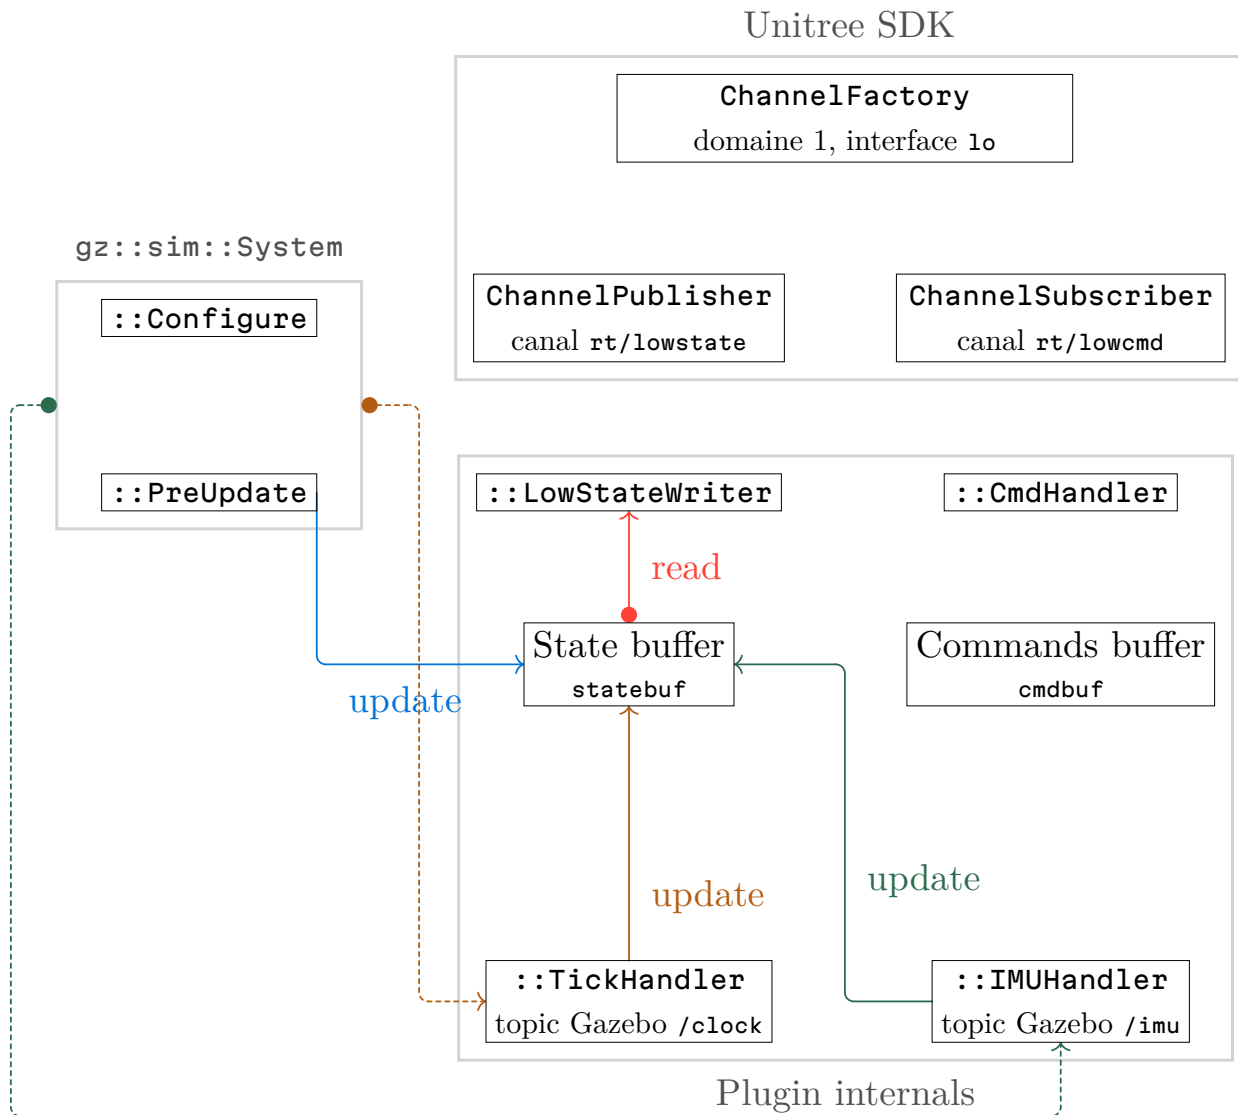 Unitree SDK
ChannelFactory
domaine 1, interface lo
gz::sim::System
::Configure
ChannelPublisher
canal rt/lowstate
ChannelSubscriber
canal rt/lowcmd
::PreUpdate
::LowStateWriter
::CmdHandler
read
State buffer
statebuf
Commands buffer
cmdbuf
update
update
update
::TickHandler
topic Gazebo /clock
::IMUHandler
topic Gazebo /imu
Plugin internals